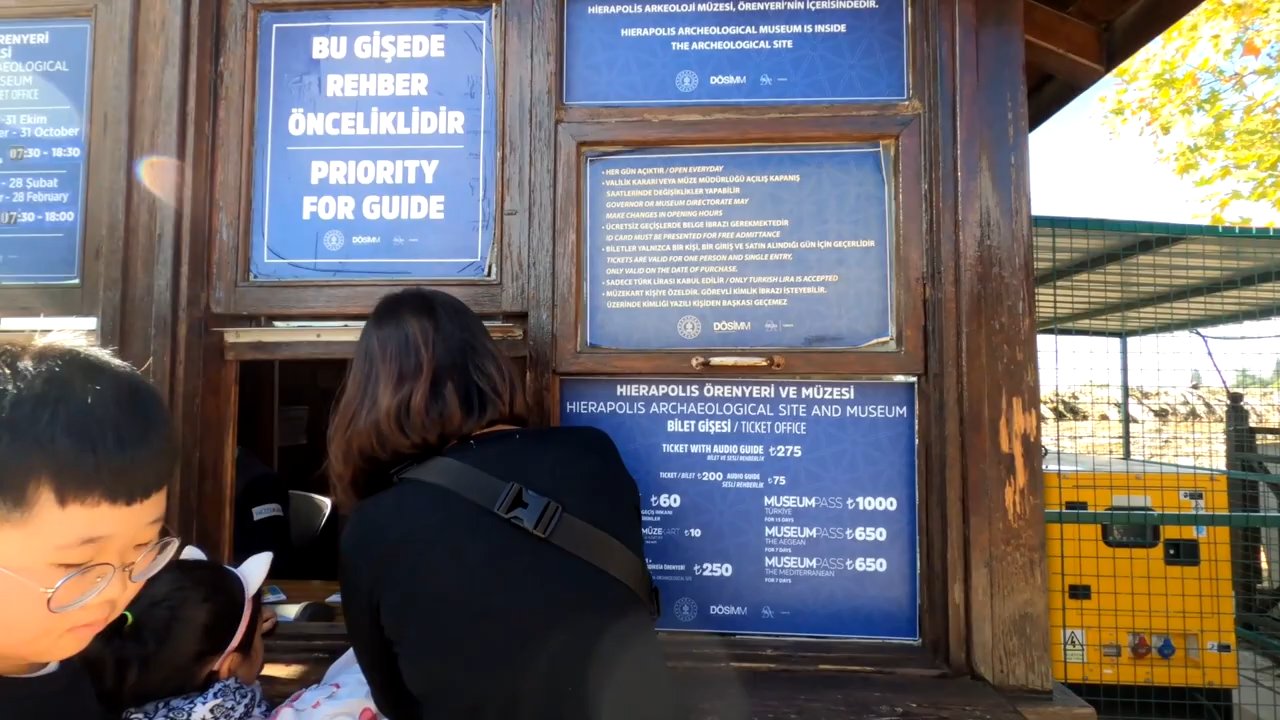 ÖRENYERİ
AEOLOGICAL
-31 Ekim
- 31 October
07:30 - 18:30
- 28 Şubat
- 28 February
07:30 - 18:00
BU GİŞEDE
REHBER
ÖNCELİKLİDİR
PRIORITY
FOR GUIDE
DÖSİMM
HIERAPOLIS ARKEOLOJİ MÜZESİ, ÖRENYERİ'NİN İÇERİSİNDEDİR.
HIERAPOLIS ARCHEOLOGICAL MUSEUM IS INSIDE
THE ARCHEOLOGICAL SITE
DÖSİMM
• HER GÜN AÇIKTIR / OPEN EVERYDAY
• VALİLİK KARARI VEYA MÜZE MÜDÜRLÜĞÜ AÇILIŞ KAPANIŞ
SAATLERİNDE DEĞİŞİKLİKLER YAPABİLİR
GOVERNOR OR MUSEUM DIRECTORATE MAY
MAKE CHANGES IN OPENING HOURS
• ÜCRETSİZ GEÇİŞLERDE BELGE İBRAZI GEREKMEKTEDİR
ID CARD MUST BE PRESENTED FOR FREE ADMITTANCE
• BİLETLER YALNIZCA BİR KİŞİ, BİR GİRİŞ VE SATIN ALINDIĞI GÜN İÇİN GEÇERLİDİR
TICKETS ARE VALID FOR ONE PERSON AND SINGLE ENTRY,
ONLY VALID ON THE DATE OF PURCHASE.
• SADECE TÜRK LİRASI KABUL EDİLİR / ONLY TURKISH LIRA IS ACCEPTED
• MÜZEKART KİŞİYE ÖZELDİR. GÖREVLİ KİMLİK İBRAZI İSTEYEBİLİR.
ÜZERİNDE KİMLİĞİ YAZILI KİŞİDEN BAŞKASI GEÇEMEZ
DÖSİMM
HIERAPOLIS ÖRENYERİ VE MÜZESİ
HIERAPOLIS ARCHAEOLOGICAL SITE AND MUSEUM
BİLET GİŞESİ / TICKET OFFICE
TICKET WITH AUDIO GUIDE ₺275
BİLET VE SESLİ REHBERLİK
TICKET / BİLET ₺200 AUDIO GUIDE ₺75
SESLİ REHBERLİK
₺60
MÜZEKART ₺10
₺250
MUSEUMPASS ₺1000
TÜRKİYE
FOR 15 DAYS
MUSEUMPASS ₺650
THE AEGEAN
FOR 7 DAYS
MUSEUMPASS ₺650
THE MEDITERRANEAN
FOR 7 DAYS
DÖSİMM